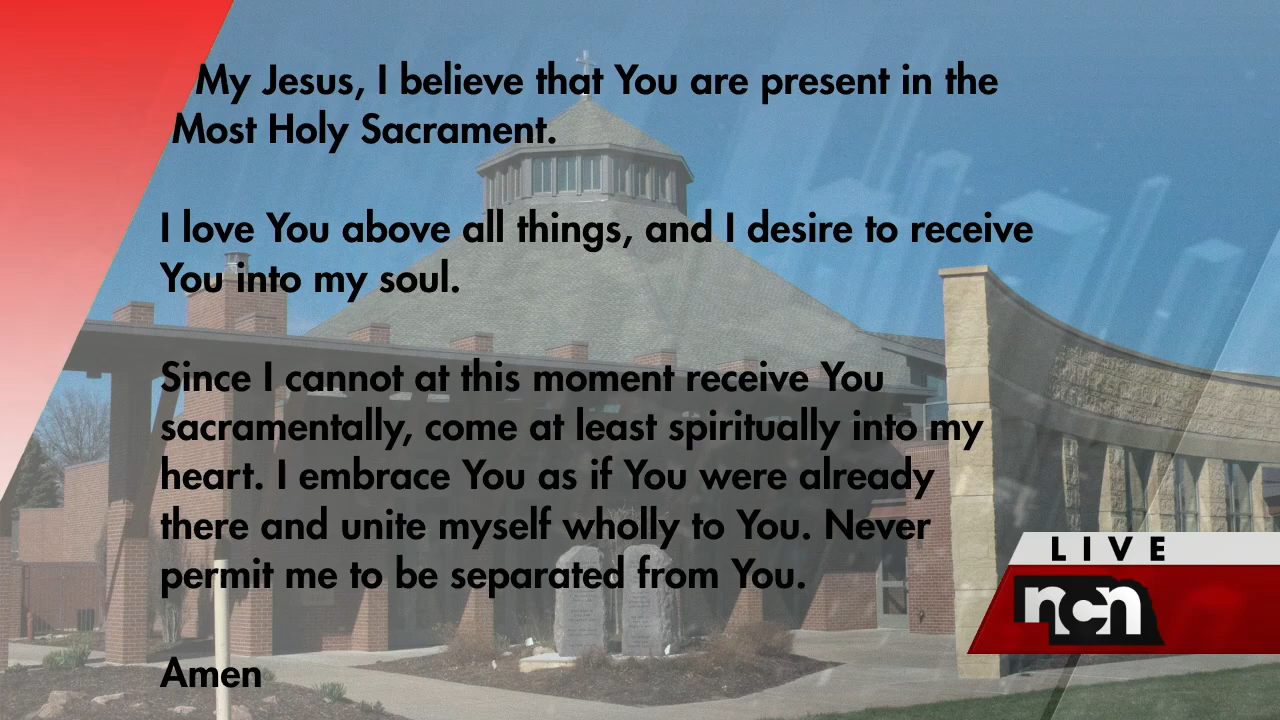 My Jesus, I believe that You are present in the
Most Holy Sacrament.
I love You above all things, and I desire to receive
You into my soul.
Since I cannot at this moment receive You
sacramentally, come at least spiritually into my
heart. I embrace You as if You were already
there and unite myself wholly to You. Never
permit me to be separated from You.
Amen
LIVE
ncn